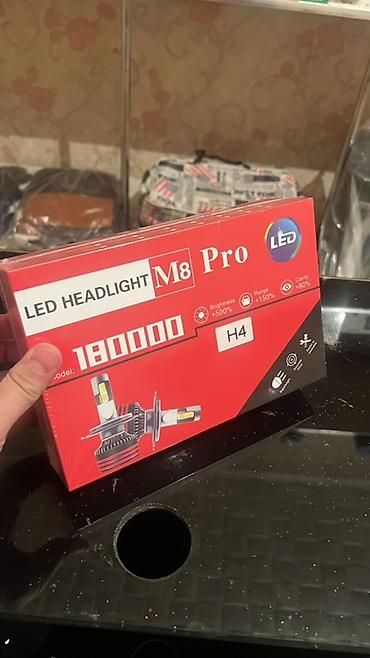 LED HEADLIGHT M8 Pro
LED
Brightness +500%
Range +150%
Clarity +80%
Model: 180000
H4